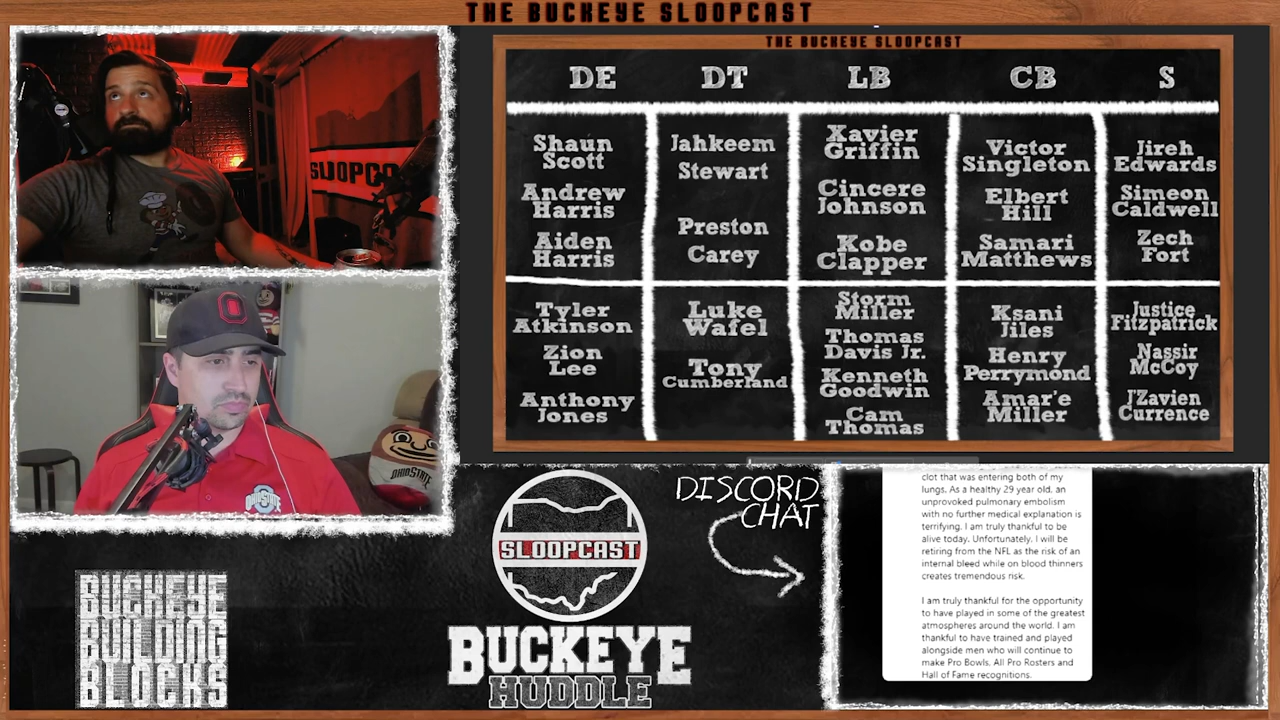 THE BUCKEYE SLOOPCAST
THE BUCKEYE SLOOPCAST
DE DT LB CB S
Shaun
Scott
Andrew
Harris
Aiden
Harris
Jahkeem
Stewart
Preston
Carey
Xavier
Griffin
Cincere
Johnson
Kobe
Clapper
Victor
Singleton
Elbert
Hill
Samari
Matthews
Jireh
Edwards
Simeon
Caldwell
Zech
Fort
Tyler
Atkinson
Zion
Lee
Anthony
Jones
Luke
Wafel
Tony
Cumberland
Storm
Miller
Thomas
Davis Jr.
Kenneth
Goodwin
Cam
Thomas
Ksani
Jiles
Henry
Perrymond
Amar'e
Miller
Justice
Fitzpatrick
Nassir
McCoy
J'Zavien
Currence
SLOOPCAST
OHIO STATE
BUCKEYE
BUILDING
BLOCKS
SLOOPCAST
BUCKEYE
HUDDLE
DISCORD
CHAT
clot that was entering both of my
lungs. As a healthy 29 year old, an
unprovoked pulmonary embolism
with no further medical explanation is
terrifying. I am truly thankful to be
alive today. Unfortunately. I will be
retiring from the NFL as the risk of an
internal bleed while on blood thinners
creates tremendous risk.
I am truly thankful for the opportunity
to have played in some of the greatest
atmospheres around the world. I am
thankful to have trained and played
alongside men who will continue to
make Pro Bowls, All Pro Rosters and
Hall of Fame recognitions.